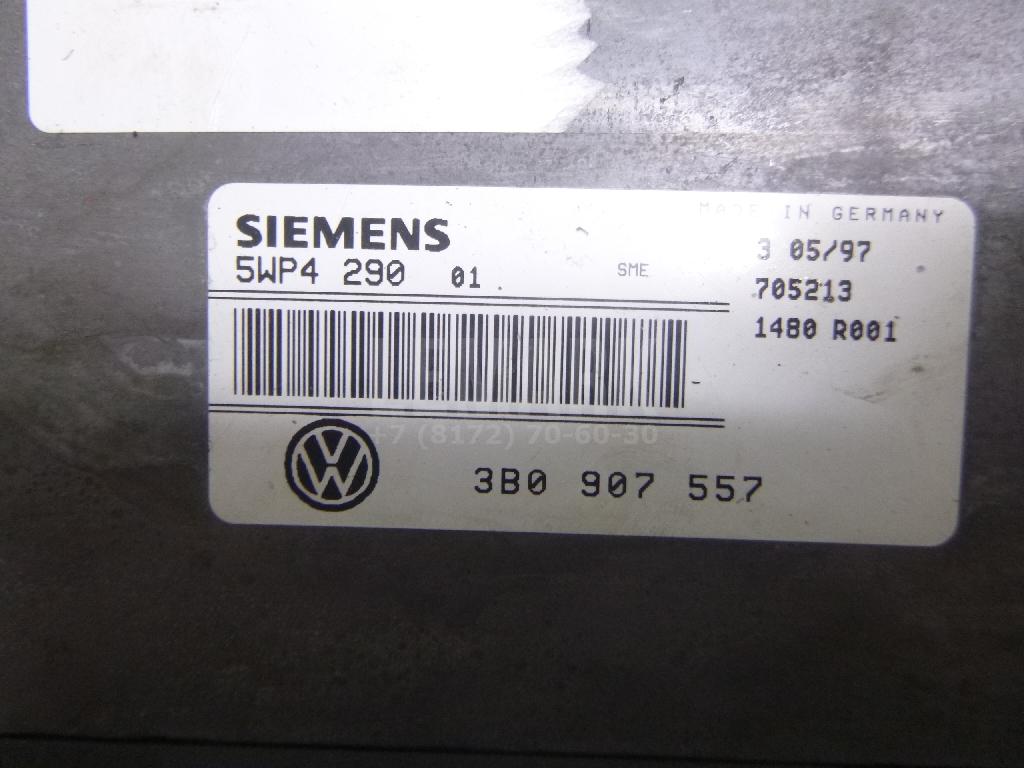 MADE IN GERMANY
SIEMENS
3 05/97
5WP4 290 01
SME
705213
1480 R001
+7 (8172) 70-60-30
VW
3B0 907 557